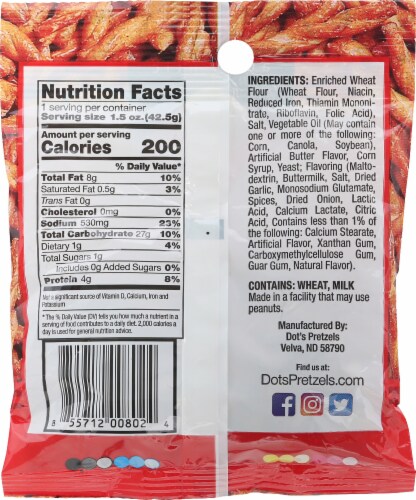 Nutrition Facts
1 serving per container
Serving size 1.5 oz.(42.5g)
Amount per serving
Calories 200
% Daily Value*
Total Fat 8g 10%
Saturated Fat 0.5g 3%
Trans Fat 0g
Cholesterol 0mg 0%
Sodium 530mg 23%
Total Carbohydrate 27g 10%
Dietary 1g 4%
Total Sugars 1g
Includes 0g Added Sugars 0%
Protein 4g 8%
Not a significant source of Vitamin D, Calcium, Iron and
Potassium
* The % Daily Value (DV) tells you how much a nutrient in a
serving of food contributes to a daily diet. 2,000 calories a
day is used for general nutrition advice.
8 55712 00802 4
INGREDIENTS: Enriched Wheat
Flour (Wheat Flour, Niacin,
Reduced Iron, Thiamin Mononi-
trate, Riboflavin, Folic Acid),
Salt, Vegetable Oil (May contain
one or more of the following:
Corn, Canola, Soybean),
Artificial Butter Flavor, Corn
Syrup, Yeast; Flavoring (Malto-
dextrin, Buttermilk, Salt, Dried
Garlic, Monosodium Glutamate,
Spices, Dried Onion, Lactic
Acid, Calcium Lactate, Citric
Acid, Contains less than 1% of
the following: Calcium Stearate,
Artificial Flavor, Xanthan Gum,
Carboxymethylcellulose Gum,
Guar Gum, Natural Flavor).
CONTAINS: WHEAT, MILK
Made in a facility that may use
peanuts.
Manufactured By:
Dot's Pretzels
Velva, ND 58790
Find us at:
DotsPretzels.com